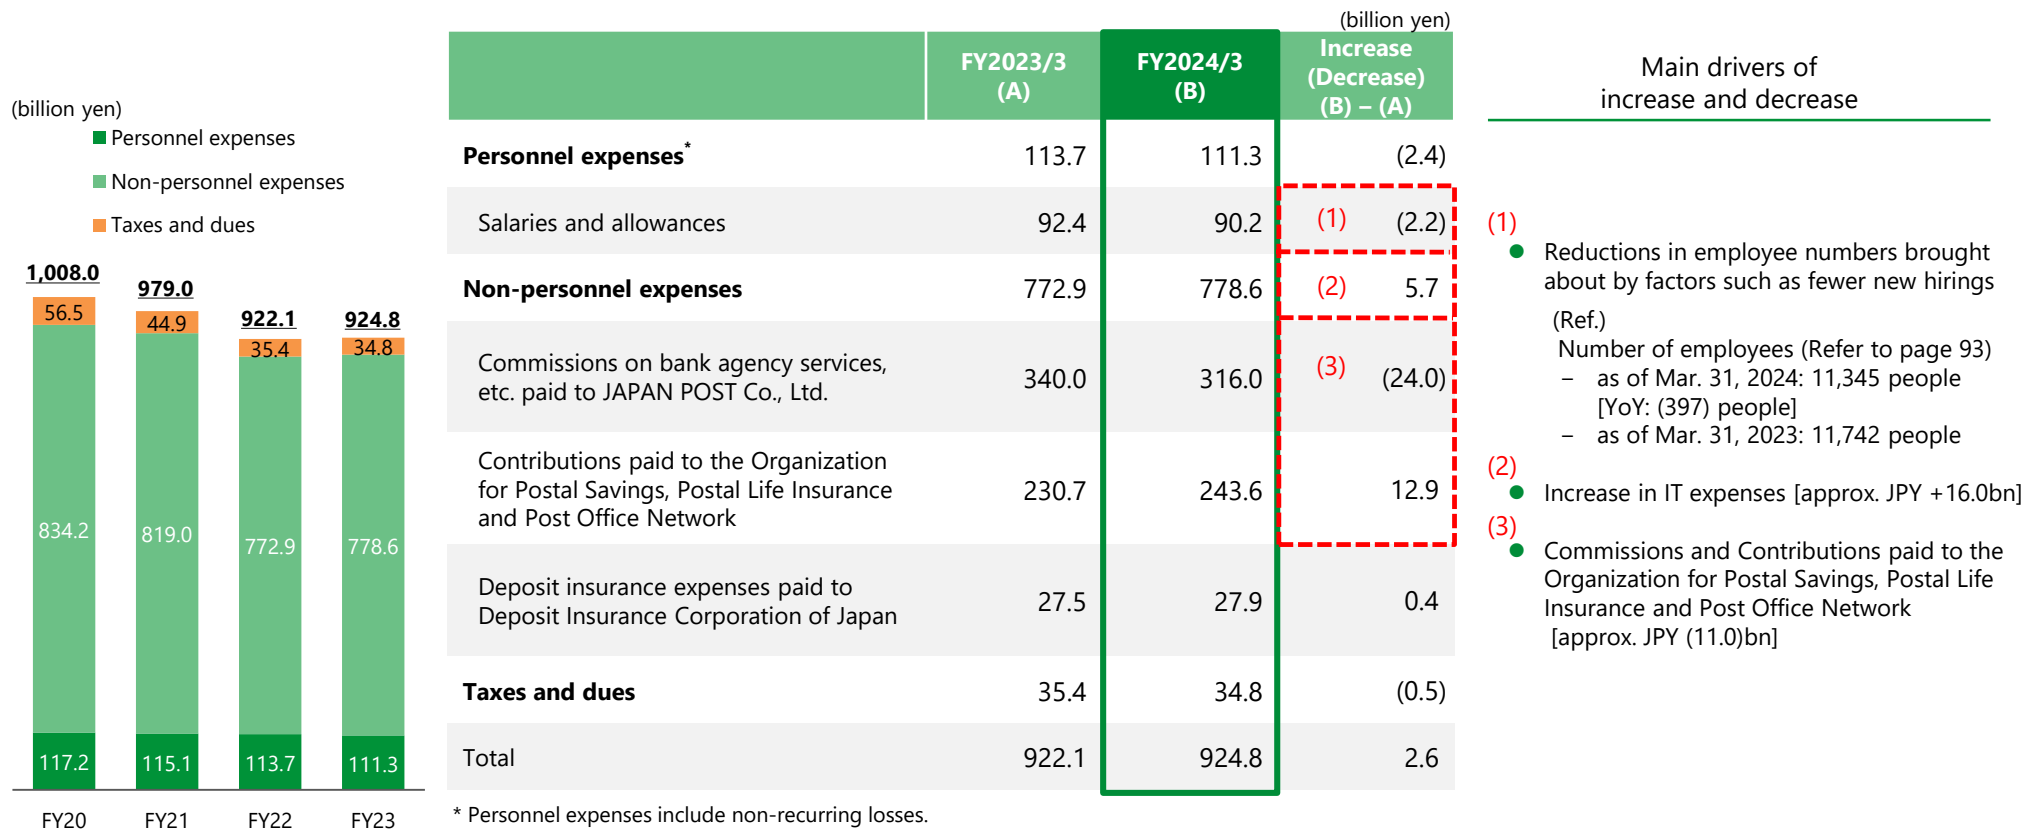 (billion yen)
Personnel expenses
Non-personnel expenses
Taxes and dues
1,008.0
979.0
922.1
924.8
56.5
44.9
35.4
34.8
834.2
819.0
772.9
778.6
117.2
115.1
113.7
111.3
FY20
FY21
FY22
FY23
(billion yen)
FY2023/3
(A)
FY2024/3
(B)
Increase
(Decrease)
(B) – (A)
Personnel expenses* 113.7 111.3 (2.4)
Salaries and allowances 92.4 90.2 (1) (2.2)
Non-personnel expenses 772.9 778.6 (2) 5.7
Commissions on bank agency services,
etc. paid to JAPAN POST Co., Ltd.
340.0 316.0 (3) (24.0)
Contributions paid to the Organization
for Postal Savings, Postal Life Insurance
and Post Office Network
230.7 243.6 12.9
Deposit insurance expenses paid to
Deposit Insurance Corporation of Japan
27.5 27.9 0.4
Taxes and dues 35.4 34.8 (0.5)
Total 922.1 924.8 2.6
* Personnel expenses include non-recurring losses.
Main drivers of
increase and decrease
(1)
● Reductions in employee numbers brought
about by factors such as fewer new hirings
(Ref.)
Number of employees (Refer to page 93)
– as of Mar. 31, 2024: 11,345 people
[YoY: (397) people]
– as of Mar. 31, 2023: 11,742 people
(2)
● Increase in IT expenses [approx. JPY +16.0bn]
(3)
● Commissions and Contributions paid to the
Organization for Postal Savings, Postal Life
Insurance and Post Office Network
[approx. JPY (11.0)bn]